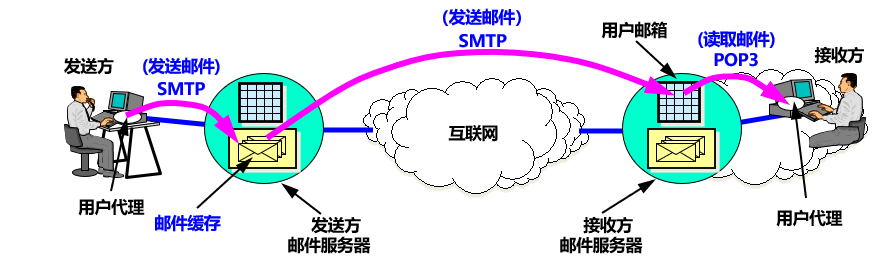 (发送邮件)
SMTP
用户邮箱
(读取邮件)
POP3
接收方
发送方
(发送邮件)
SMTP
互联网
用户代理
邮件缓存
发送方
邮件服务器
接收方
邮件服务器
用户代理